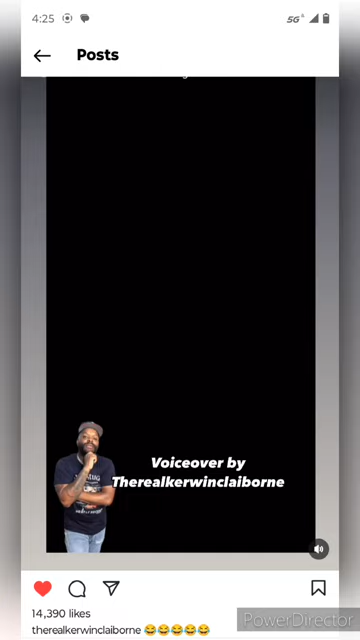 4:25
5G
Posts
Voiceover by
Therealkerwinclaiborne
14,390 likes
therealkerwinclaiborne 😂😂😂😂😂
PowerDirector